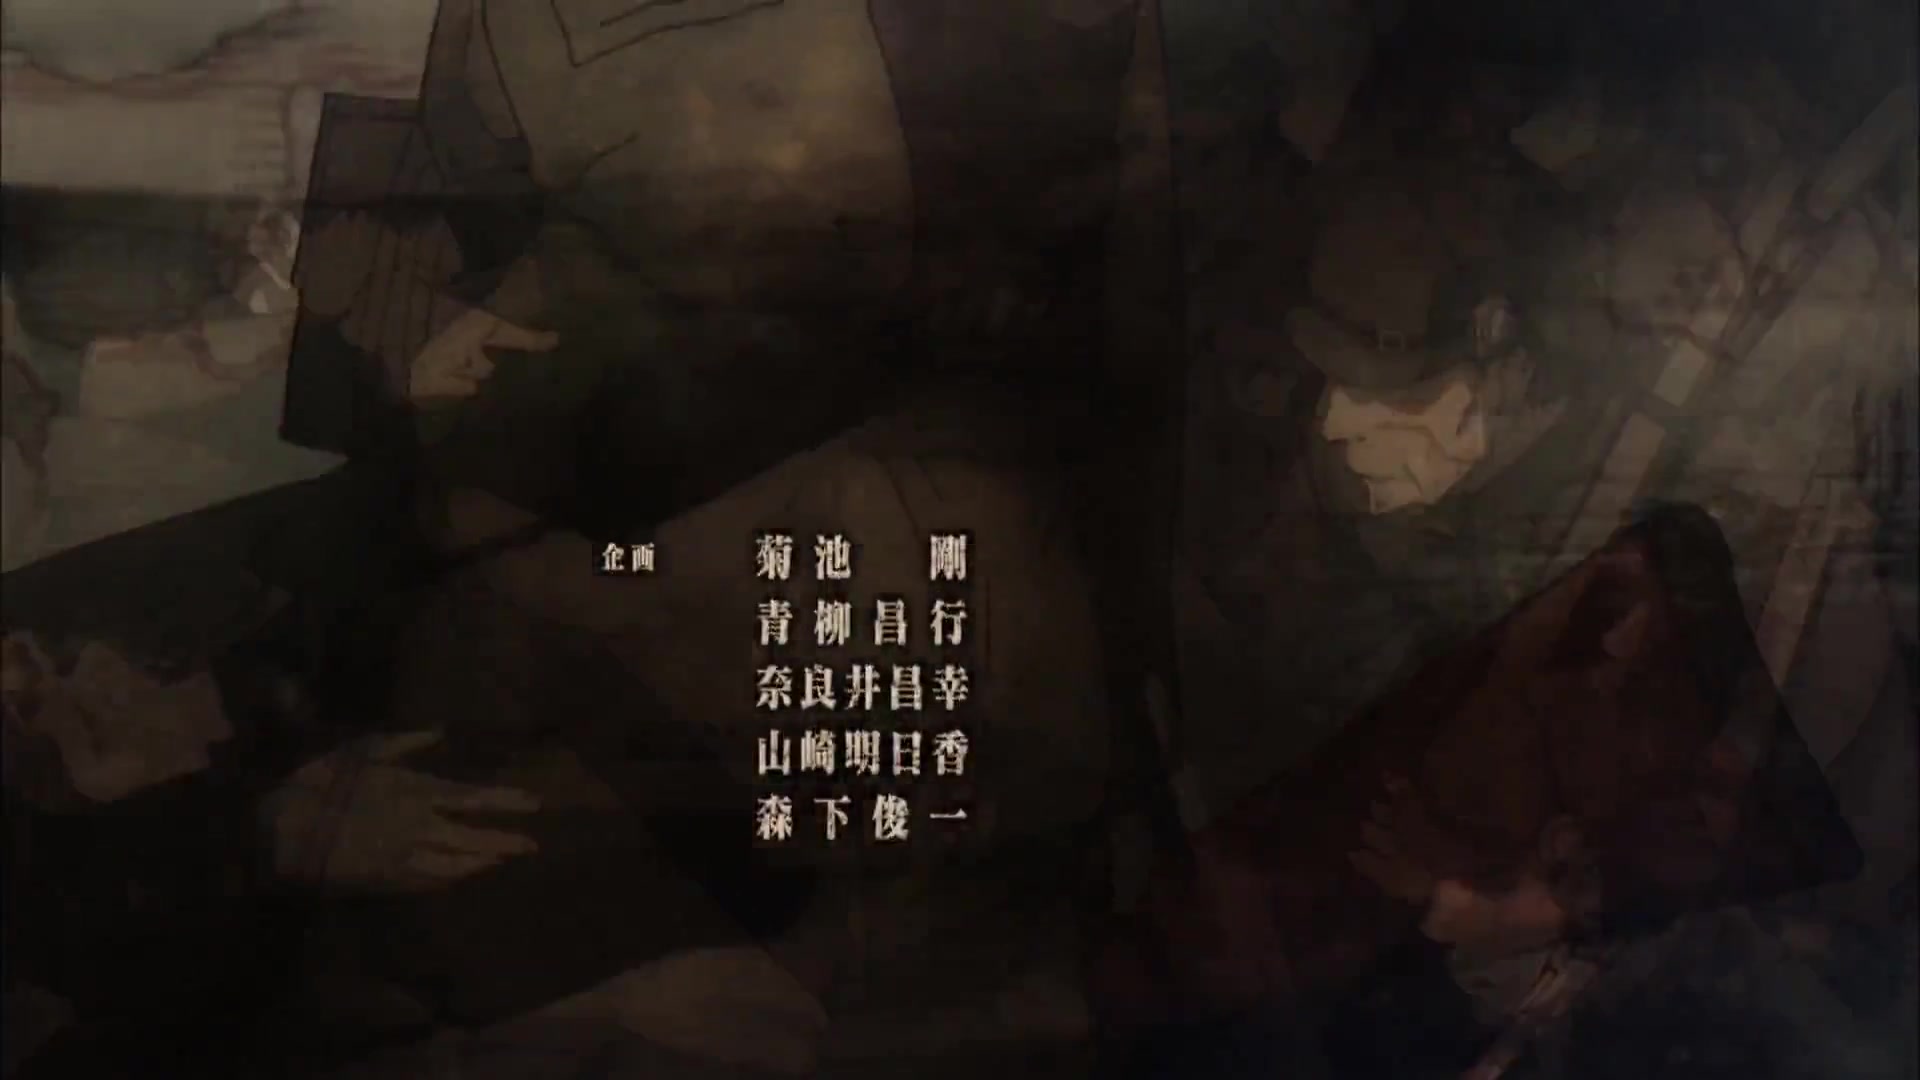 企画 菊池 剛
青柳昌行
奈良井昌幸
山崎明日香
森下俊一